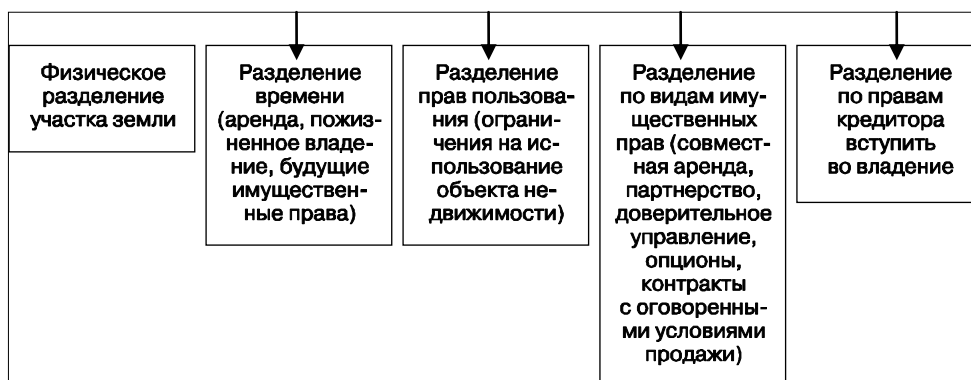 Физическое
разделение
участка земли
Разделение
времени
(аренда, пожиз-
ненное владе-
ние, будущие
имуществен-
ные права)
Разделение
прав пользова-
ния (ограни-
чения на ис-
пользование
объекта не-
движимости)
Разделение
по видам иму-
щественных
прав (совмест-
ная аренда,
партнерство,
доверительное
управление,
опционы,
контракты
с оговоренны-
ми условиями
продажи)
Разделение
по правам
кредитора
вступить
во владение